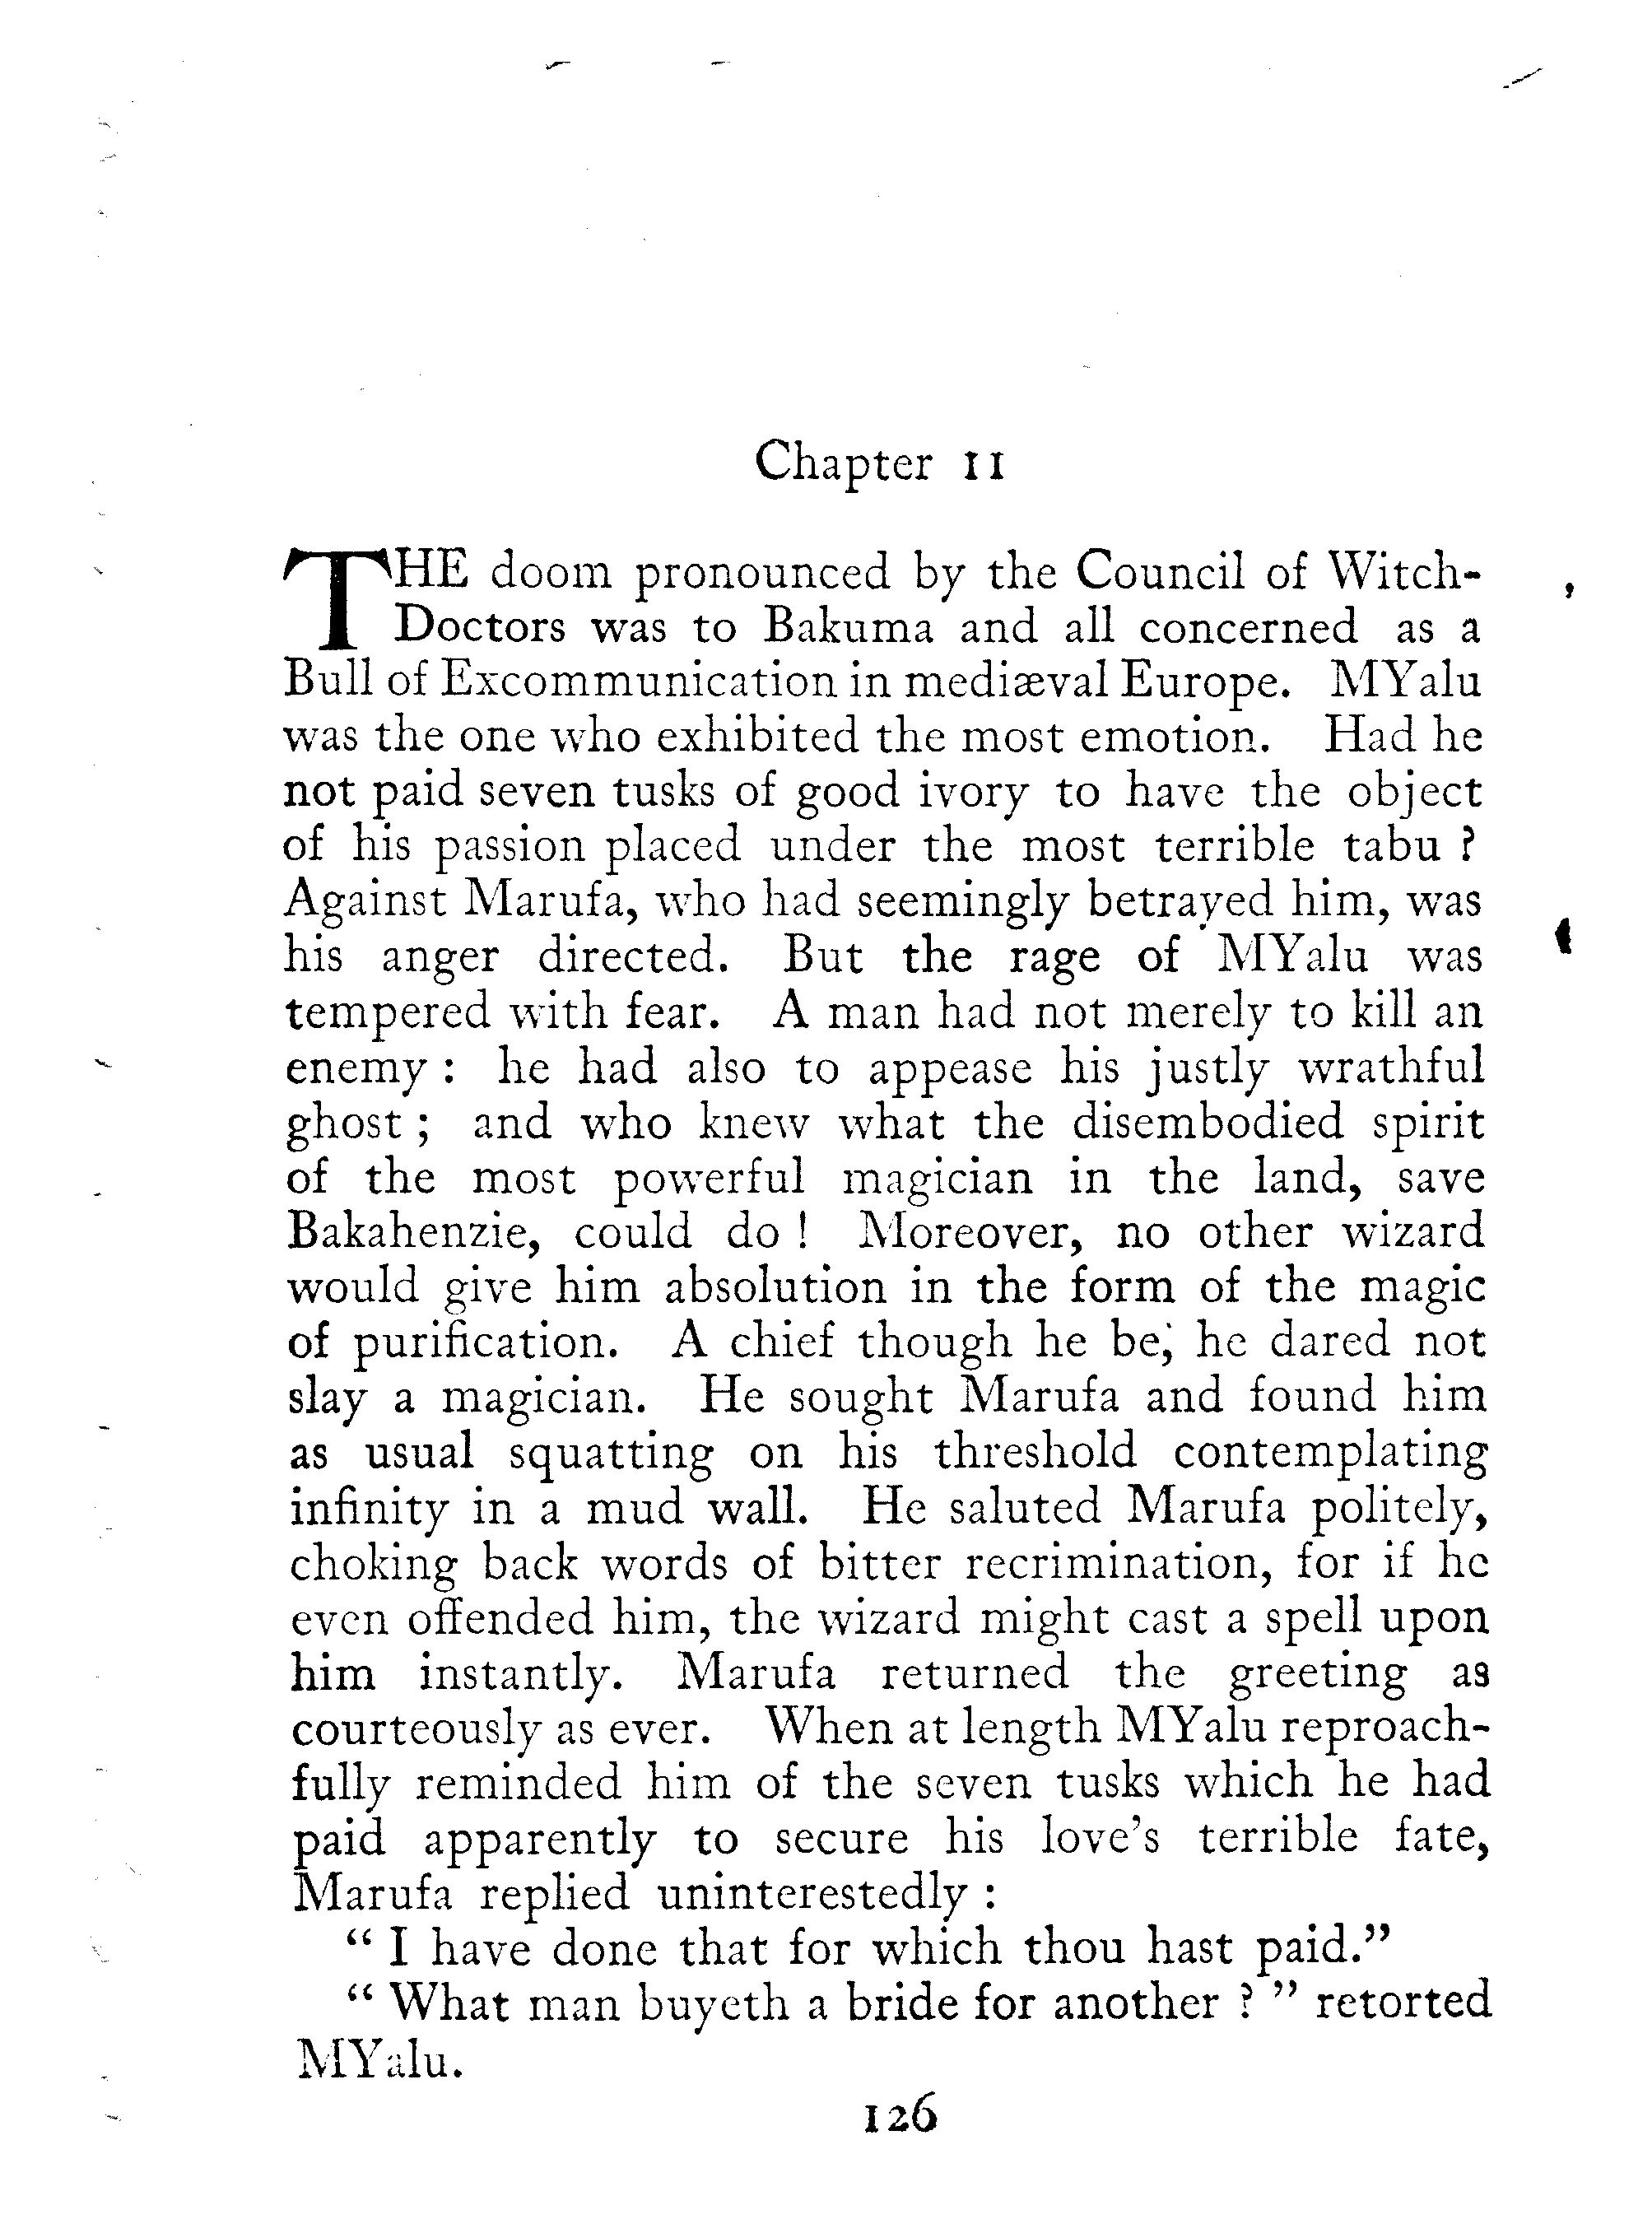 Chapter 11
THE doom pronounced by the Council of Witch-
Doctors was to Bakuma and all concerned as a
Bull of Excommunication in mediæval Europe. MYalu
was the one who exhibited the most emotion. Had he
not paid seven tusks of good ivory to have the object
of his passion placed under the most terrible tabu ?
Against Marufa, who had seemingly betrayed him, was
his anger directed. But the rage of MYalu was
tempered with fear. A man had not merely to kill an
enemy : he had also to appease his justly wrathful
ghost ; and who knew what the disembodied spirit
of the most powerful magician in the land, save
Bakahenzie, could do ! Moreover, no other wizard
would give him absolution in the form of the magic
of purification. A chief though he be, he dared not
slay a magician. He sought Marufa and found him
as usual squatting on his threshold contemplating
infinity in a mud wall. He saluted Marufa politely,
choking back words of bitter recrimination, for if he
even offended him, the wizard might cast a spell upon
him instantly. Marufa returned the greeting as
courteously as ever. When at length MYalu reproach-
fully reminded him of the seven tusks which he had
paid apparently to secure his love's terrible fate,
Marufa replied uninterestedly :
“ I have done that for which thou hast paid.”
“ What man buyeth a bride for another ? ” retorted
MYalu.
126